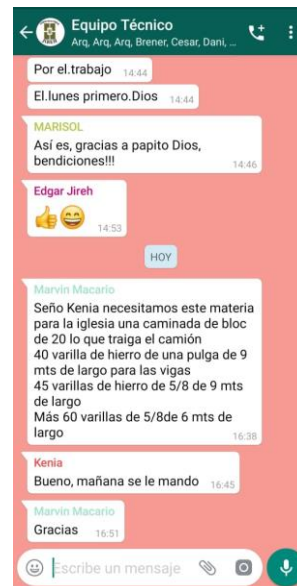 Equipo Técnico
Arq, Arq, Arq, Brener, Cesar, Dani, ...
Por el.trabajo 14:44
El.lunes primero.Dios 14:44
MARISOL
Así es, gracias a papito Dios,
bendiciones!!! 14:46
Edgar Jireh
14:53
HOY
Marvin Macario
Seño Kenia necesitamos este materia
para la iglesia una caminada de bloc
de 20 lo que traiga el camión
40 varilla de hierro de una pulga de 9
mts de largo para las vigas
45 varillas de hierro de 5/8 de 9 mts
de largo
Más 60 varillas de 5/8de 6 mts de
largo 16:38
Kenia
Bueno, mañana se le mando 16:45
Marvin Macario
Gracias 16:51
Escribe un mensaje